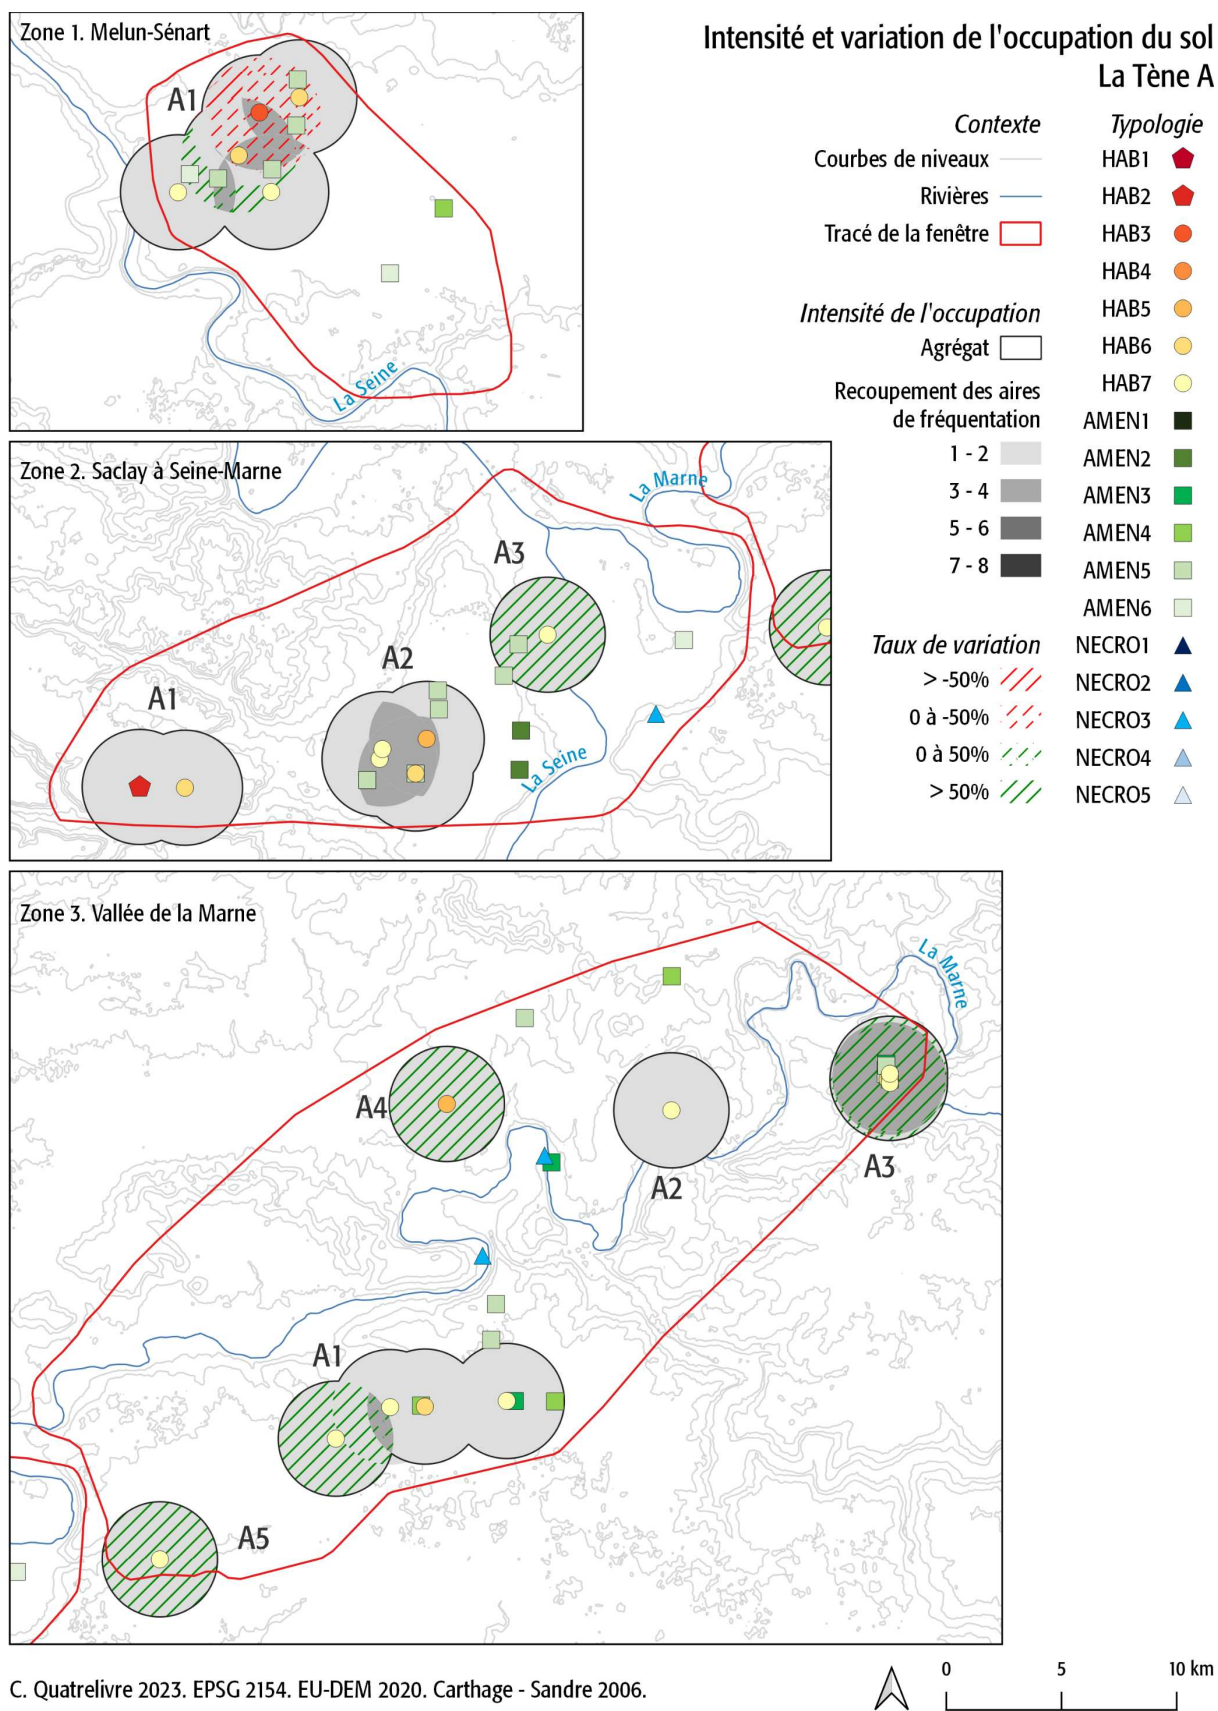 Zone 1. Melun-Sénart
A1
La Seine
Intensité et variation de l'occupation du sol
La Tène A
Contexte
Courbes de niveaux
Rivières
Tracé de la fenêtre
Intensité de l'occupation
Agrégat
Recoupement des aires
de fréquentation
1 - 2
3 - 4
5 - 6
7 - 8
Taux de variation
> -50%
0 à -50%
0 à 50%
> 50%
Typologie
HAB1
HAB2
HAB3
HAB4
HAB5
HAB6
HAB7
AMEN1
AMEN2
AMEN3
AMEN4
AMEN5
AMEN6
NECRO1
NECRO2
NECRO3
NECRO4
NECRO5
Zone 2. Saclay à Seine-Marne
La Marne
A3
A2
A1
La Seine
Zone 3. Vallée de la Marne
La Marne
A4
A2
A3
A1
A5
C. Quatrelivre 2023. EPSG 2154. EU-DEM 2020. Carthage - Sandre 2006.
0 5 10 km